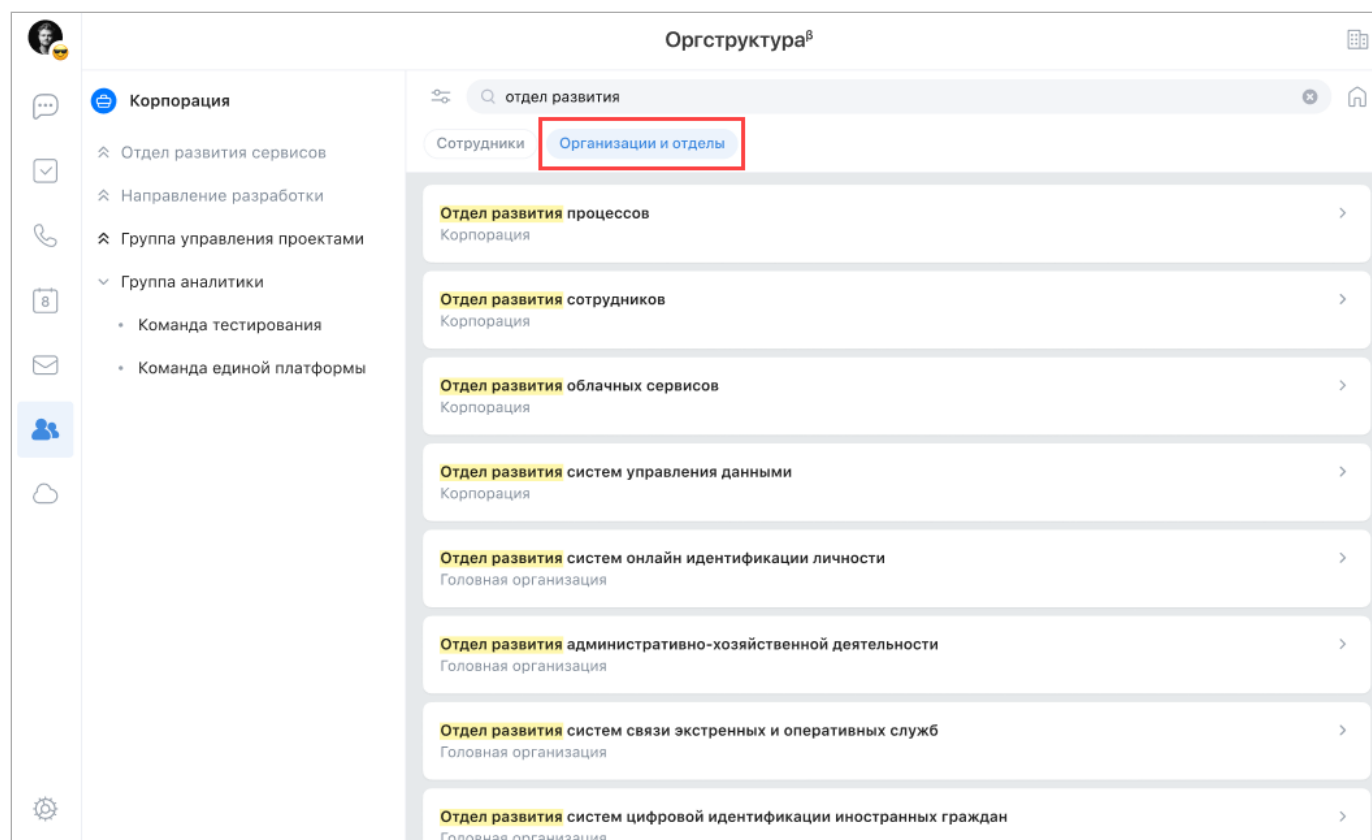 Оргструктураᵝ
Корпорация
Отдел развития сервисов
Направление разработки
Группа управления проектами
Группа аналитики
Команда тестирования
Команда единой платформы
8
отдел развития
Сотрудники
Организации и отделы
Отдел развития процессов
Корпорация
Отдел развития сотрудников
Корпорация
Отдел развития облачных сервисов
Корпорация
Отдел развития систем управления данными
Корпорация
Отдел развития систем онлайн идентификации личности
Головная организация
Отдел развития административно-хозяйственной деятельности
Головная организация
Отдел развития систем связи экстренных и оперативных служб
Головная организация
Отдел развития систем цифровой идентификации иностранных граждан
Головная организация